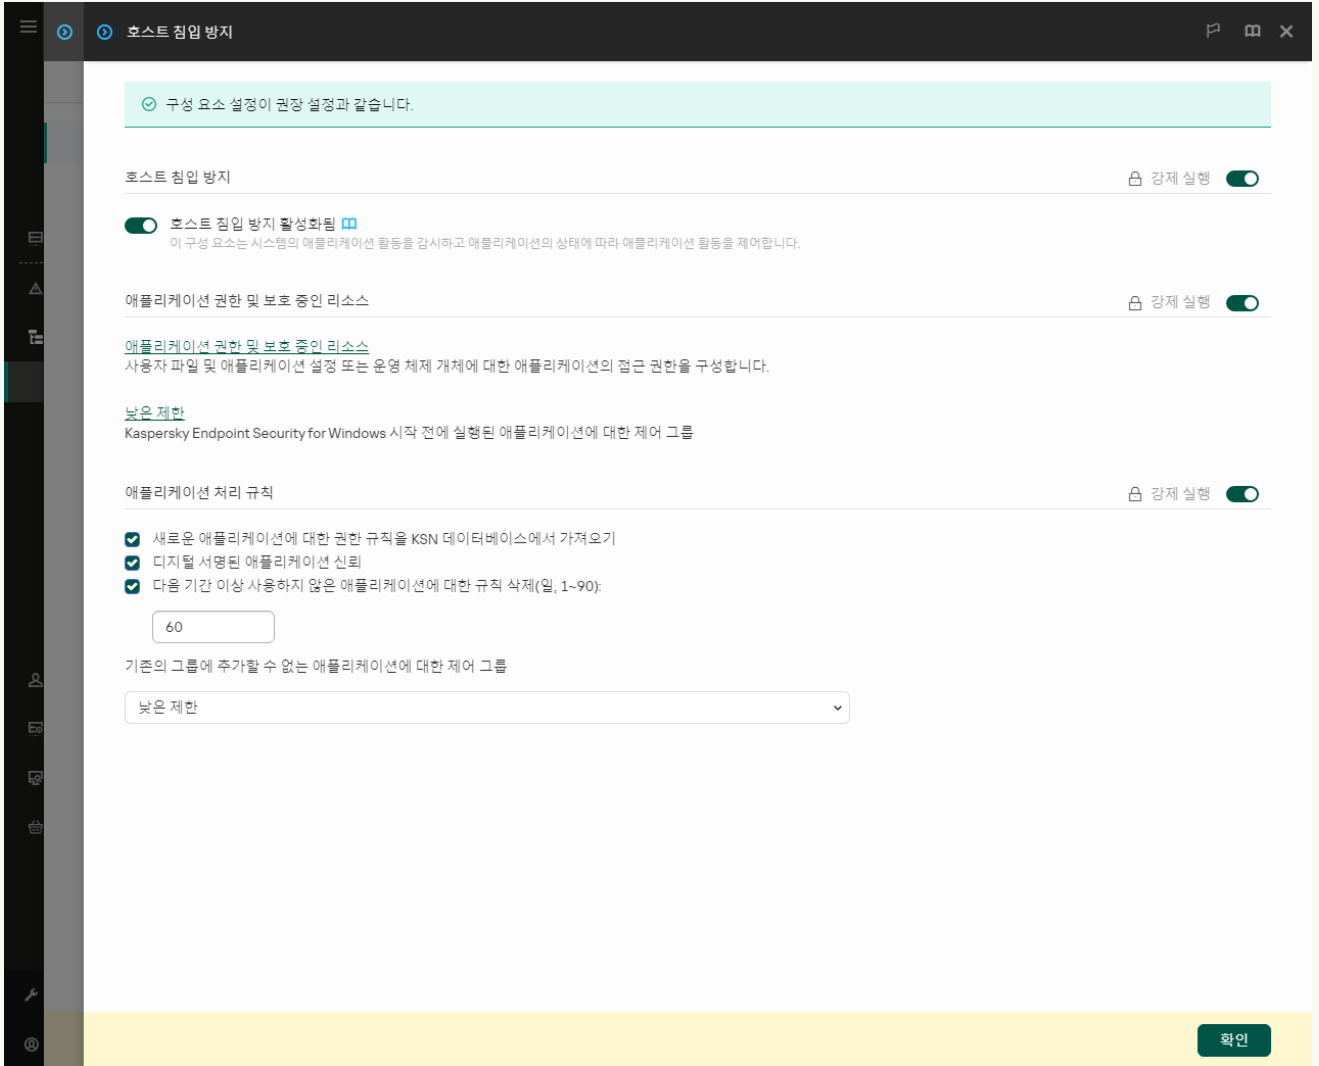 호스트 침입 방지
구성 요소 설정이 권장 설정과 같습니다.
호스트 침입 방지
강제 실행
호스트 침입 방지 활성화됨
이 구성 요소는 시스템의 애플리케이션 활동을 감시하고 애플리케이션의 상태에 따라 애플리케이션 활동을 제어합니다.
애플리케이션 권한 및 보호 중인 리소스
강제 실행
애플리케이션 권한 및 보호 중인 리소스
사용자 파일 및 애플리케이션 설정 또는 운영 체제 개체에 대한 애플리케이션의 접근 권한을 구성합니다.
낮은 제한
Kaspersky Endpoint Security for Windows 시작 전에 실행된 애플리케이션에 대한 제어 그룹
애플리케이션 처리 규칙
강제 실행
새로운 애플리케이션에 대한 권한 규칙을 KSN 데이터베이스에서 가져오기
디지털 서명된 애플리케이션 신뢰
다음 기간 이상 사용하지 않은 애플리케이션에 대한 규칙 삭제(일, 1~90):
60
기존의 그룹에 추가할 수 없는 애플리케이션에 대한 제어 그룹
낮은 제한
확인